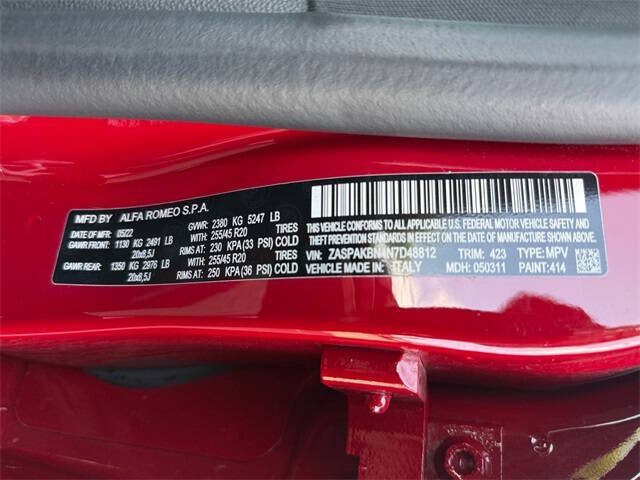 MFD BY ALFA ROMEO S.P.A.
DATE OF MFR: 05/22 GVWR: 2380 KG 5247 LB
GAWR FRONT: 1130 KG 2491 LB WITH: 255/45 R20 TIRES
20x8,5J RIMS AT: 230 KPA (33 PSI) COLD
GAWR REAR: 1350 KG 2976 LB WITH: 255/45 R20 TIRES
20x8,5J RIMS AT: 250 KPA (36 PSI) COLD
THIS VEHICLE CONFORMS TO ALL APPLICABLE U.S. FEDERAL MOTOR VEHICLE SAFETY,
THEFT PREVENTION AND BUMPER STANDARDS IN EFFECT ON THE DATE OF MANUFACTURE
VIN: ZASPAKBN4N7D48812 TRIM: 423 TYPE: MPV
VEHICLE MADE IN: ITALY MDH: 050311 PAINT: 414